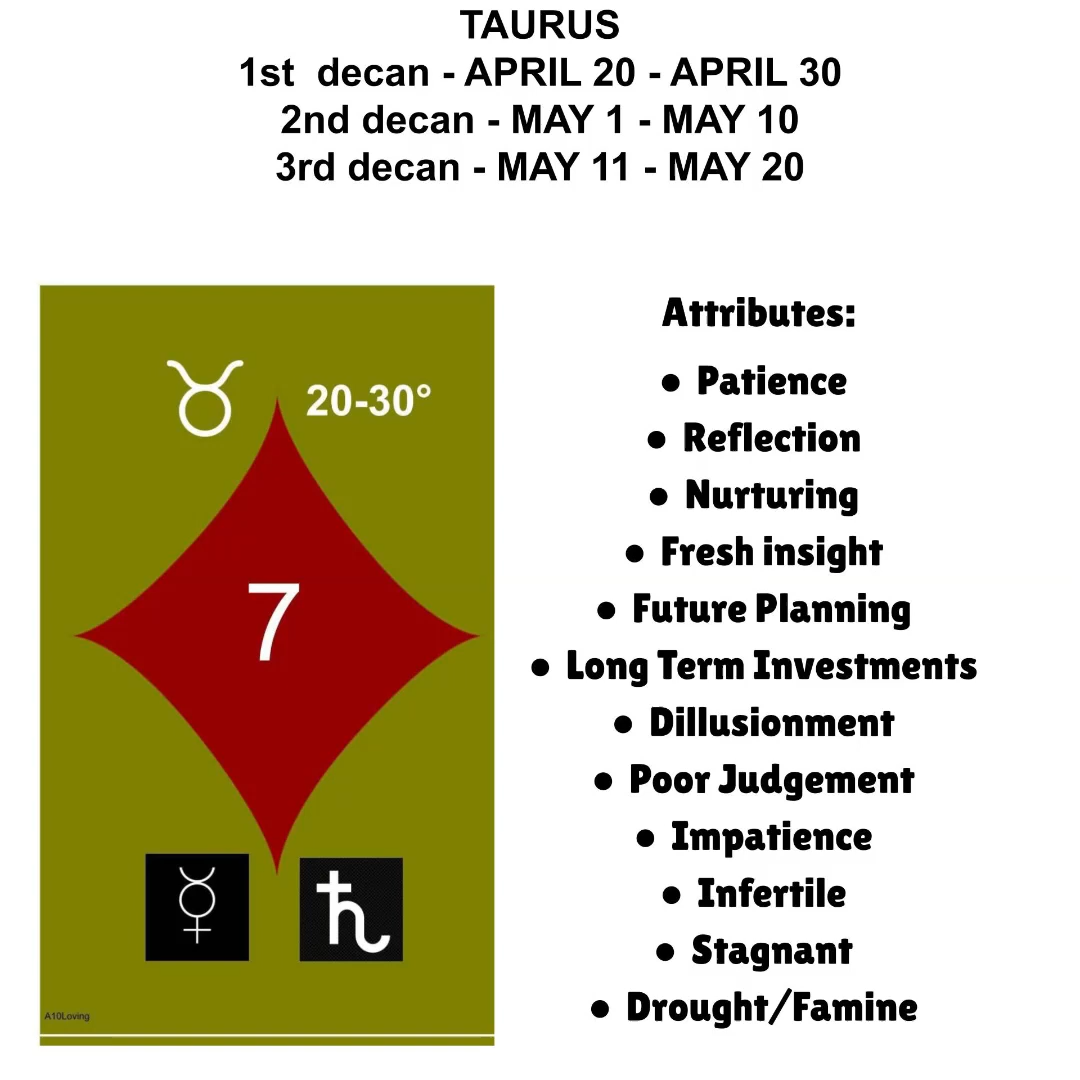 TAURUS
1st decan - APRIL 20 - APRIL 30
2nd decan - MAY 1 - MAY 10
3rd decan - MAY 11 - MAY 20
♉ 20-30°
7
☿ ♄
A10Loving
Attributes:
• Patience
• Reflection
• Nurturing
• Fresh insight
• Future Planning
• Long Term Investments
• Dillusionment
• Poor Judgement
• Impatience
• Infertile
• Stagnant
• Drought/Famine